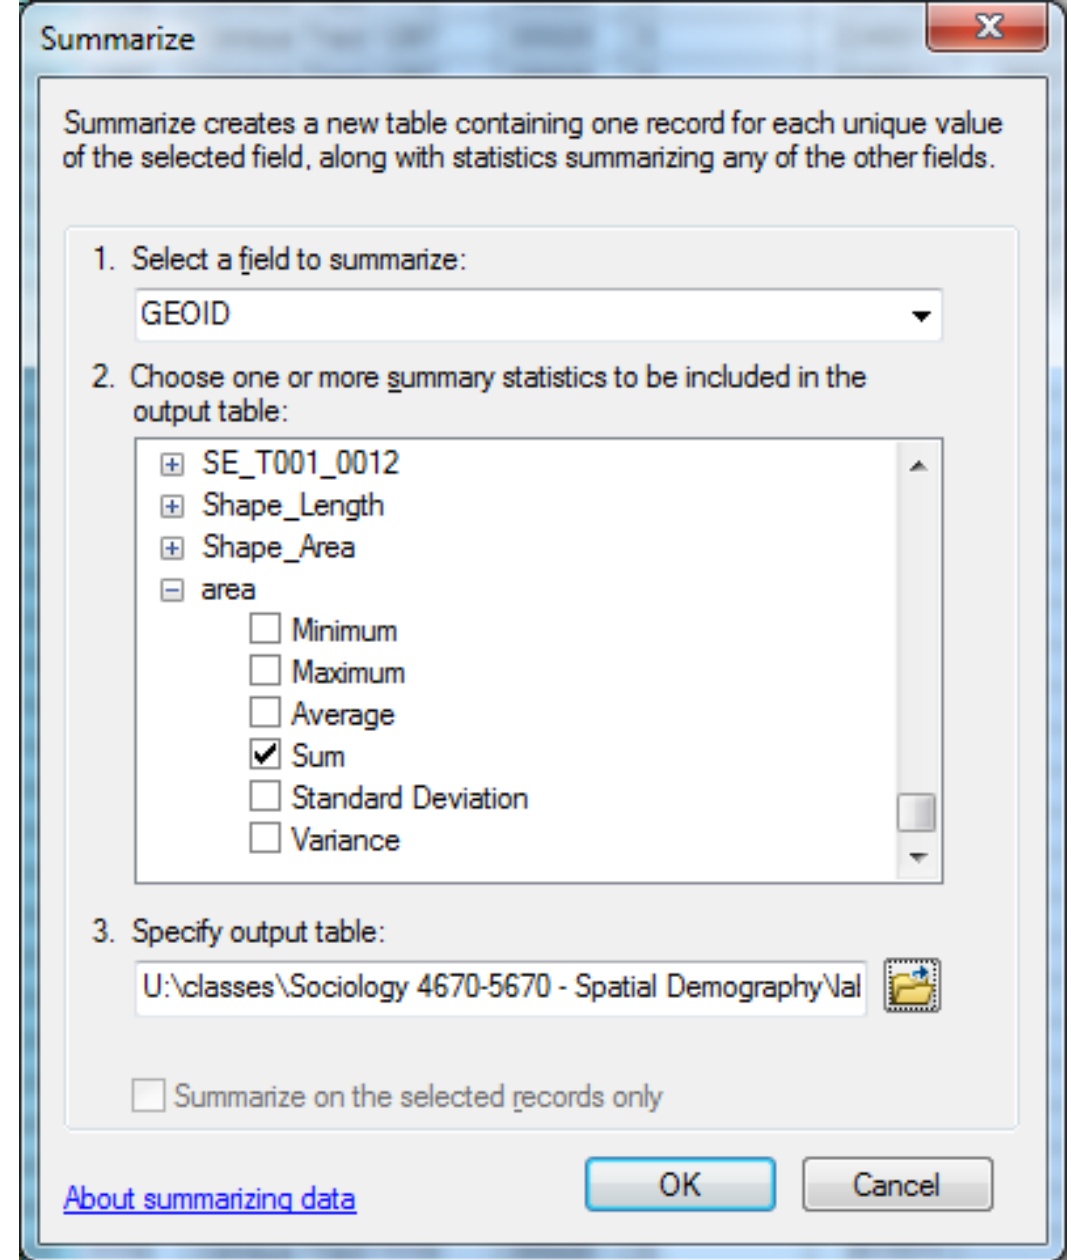 Summarize
Summarize creates a new table containing one record for each unique value
of the selected field, along with statistics summarizing any of the other fields.
1. Select a field to summarize:
GEOID
2. Choose one or more summary statistics to be included in the
output table:
SE_T001_0012
Shape_Length
Shape_Area
area
Minimum
Maximum
Average
Sum
Standard Deviation
Variance
3. Specify output table:
U:\classes\Sociology 4670-5670 - Spatial Demography\lal
Summarize on the selected records only
About summarizing data
OK
Cancel